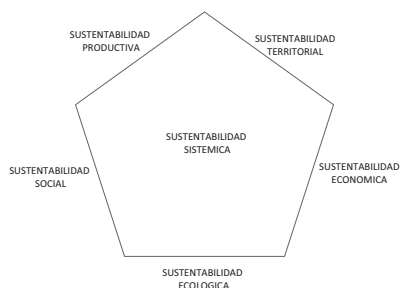 SUSTENTABILIDAD
PRODUCTIVA
SUSTENTABILIDAD
TERRITORIAL
SUSTENTABILIDAD
SISTEMICA
SUSTENTABILIDAD
SOCIAL
SUSTENTABILIDAD
ECONOMICA
SUSTENTABILIDAD
ECOLOGICA